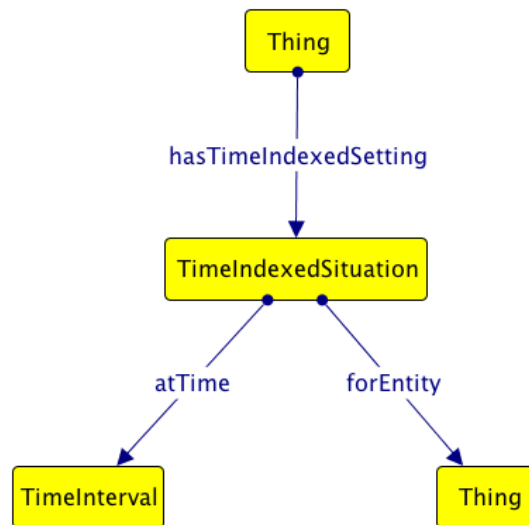 Thing
hasTimeIndexedSetting
TimeIndexedSituation
atTime
forEntity
TimeInterval
Thing